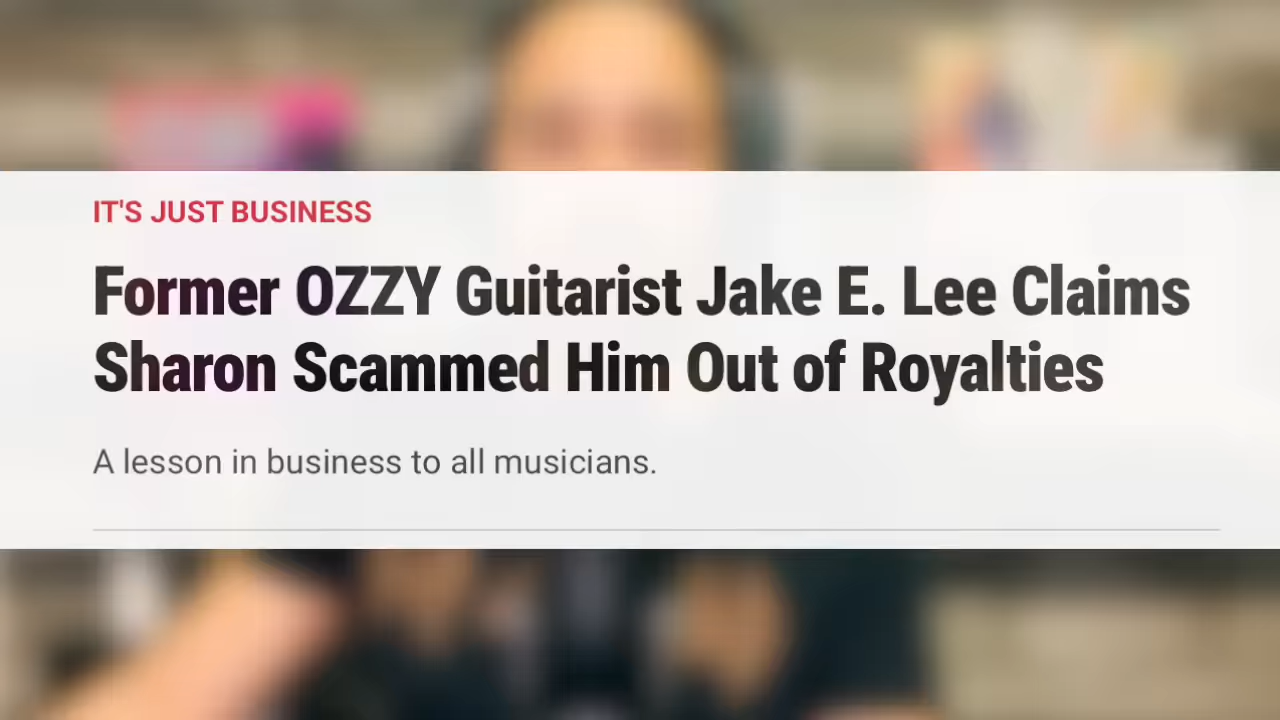 IT'S JUST BUSINESS
Former OZZY Guitarist Jake E. Lee Claims
Sharon Scammed Him Out of Royalties
A lesson in business to all musicians.